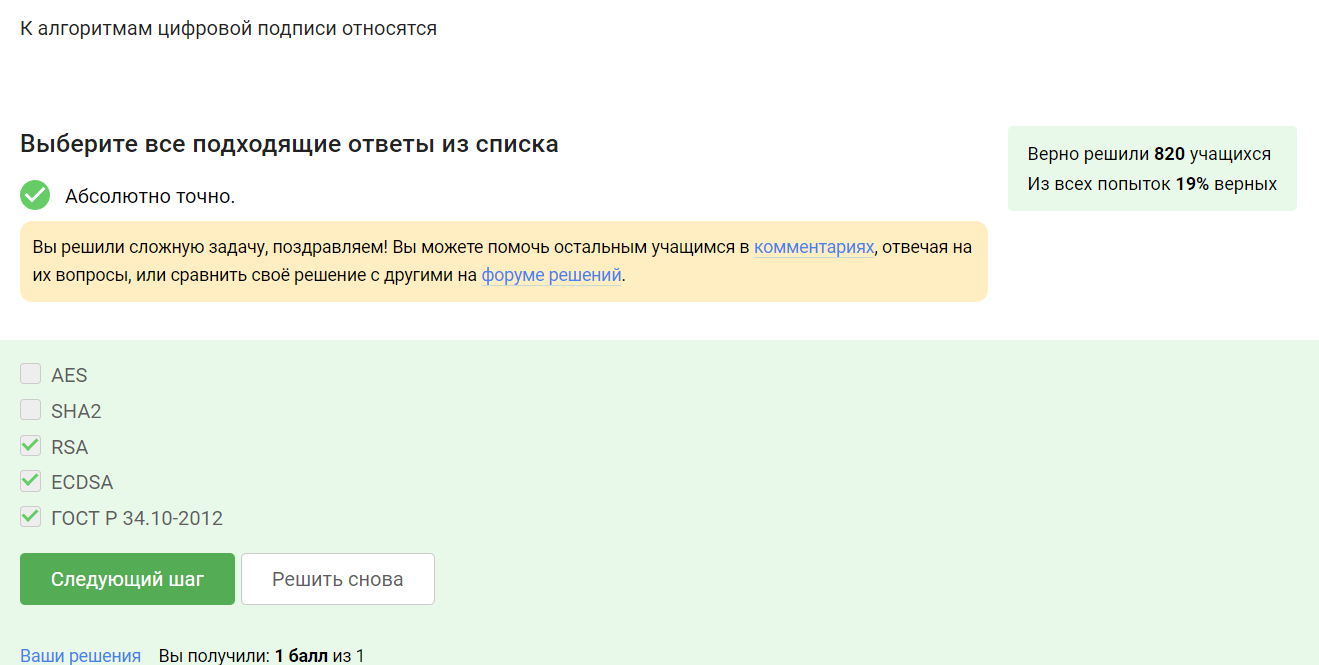 К алгоритмам цифровой подписи относятся
Выберите все подходящие ответы из списка
Верно решили 820 учащихся
Из всех попыток 19% верных
Абсолютно точно.
Вы решили сложную задачу, поздравляем! Вы можете помочь остальным учащимся в комментариях, отвечая на
их вопросы, или сравнить своё решение с другими на форуме решений.
AES
SHA2
RSA
ECDSA
ГОСТ Р 34.10-2012
Следующий шаг
Решить снова
Ваши решения Вы получили: 1 балл из 1